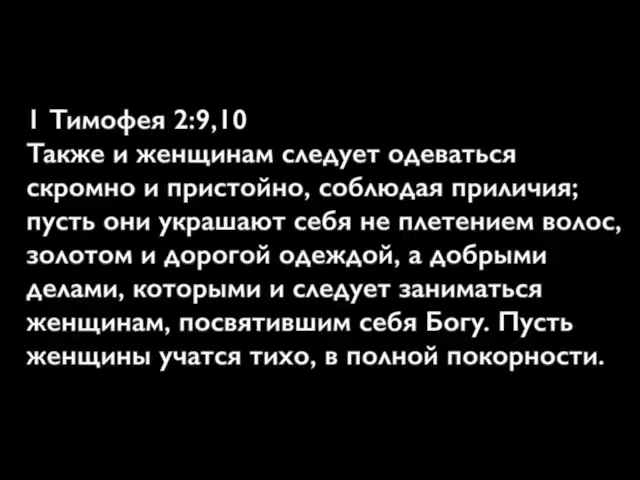 1 Тимофея 2:9,10
Также и женщинам следует одеваться
скромно и пристойно, соблюдая приличия;
пусть они украшают себя не плетением волос,
золотом и дорогой одеждой, а добрыми
делами, которыми и следует заниматься
женщинам, посвятившим себя Богу. Пусть
женщины учатся тихо, в полной покорности.